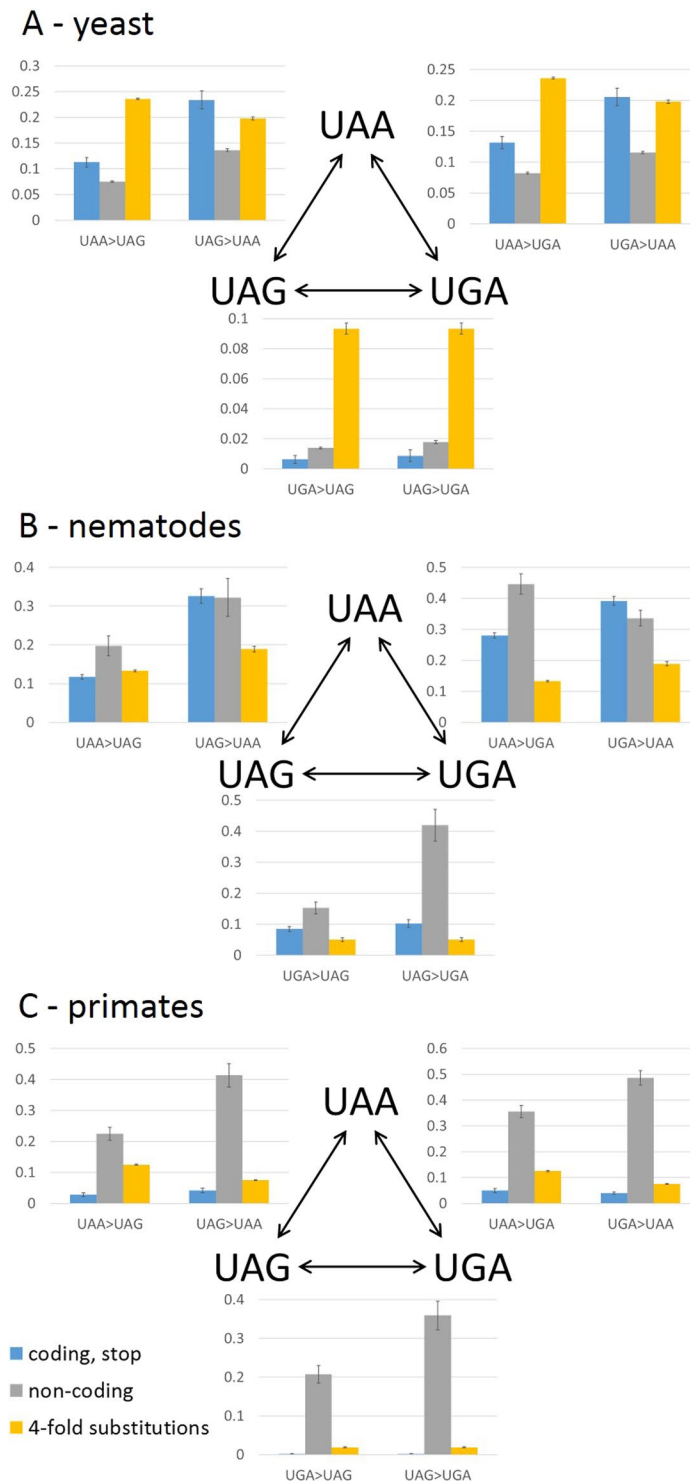 A - yeast
0.3
0.25
0.2
0.15
0.1
0.05
0
UAA>UAG
UAG>UAA
UAA
0.25
0.2
0.15
0.1
0.05
0
UAA>UGA
UGA>UAA
UAG
UGA
0.1
0.08
0.06
0.04
0.02
0
UGA>UAG
UAG>UGA
B - nematodes
0.4
0.3
0.2
0.1
0
UAA>UAG
UAG>UAA
UAA
0.5
0.4
0.3
0.2
0.1
0
UAA>UGA
UGA>UAA
UAG
UGA
0.5
0.4
0.3
0.2
0.1
0
UGA>UAG
UAG>UGA
C - primates
0.5
0.4
0.3
0.2
0.1
0
UAA>UAG
UAG>UAA
UAA
0.6
0.5
0.4
0.3
0.2
0.1
0
UAA>UGA
UGA>UAA
UAG
UGA
0.4
0.3
0.2
0.1
0
UGA>UAG
UAG>UGA
coding, stop
non-coding
4-fold substitutions